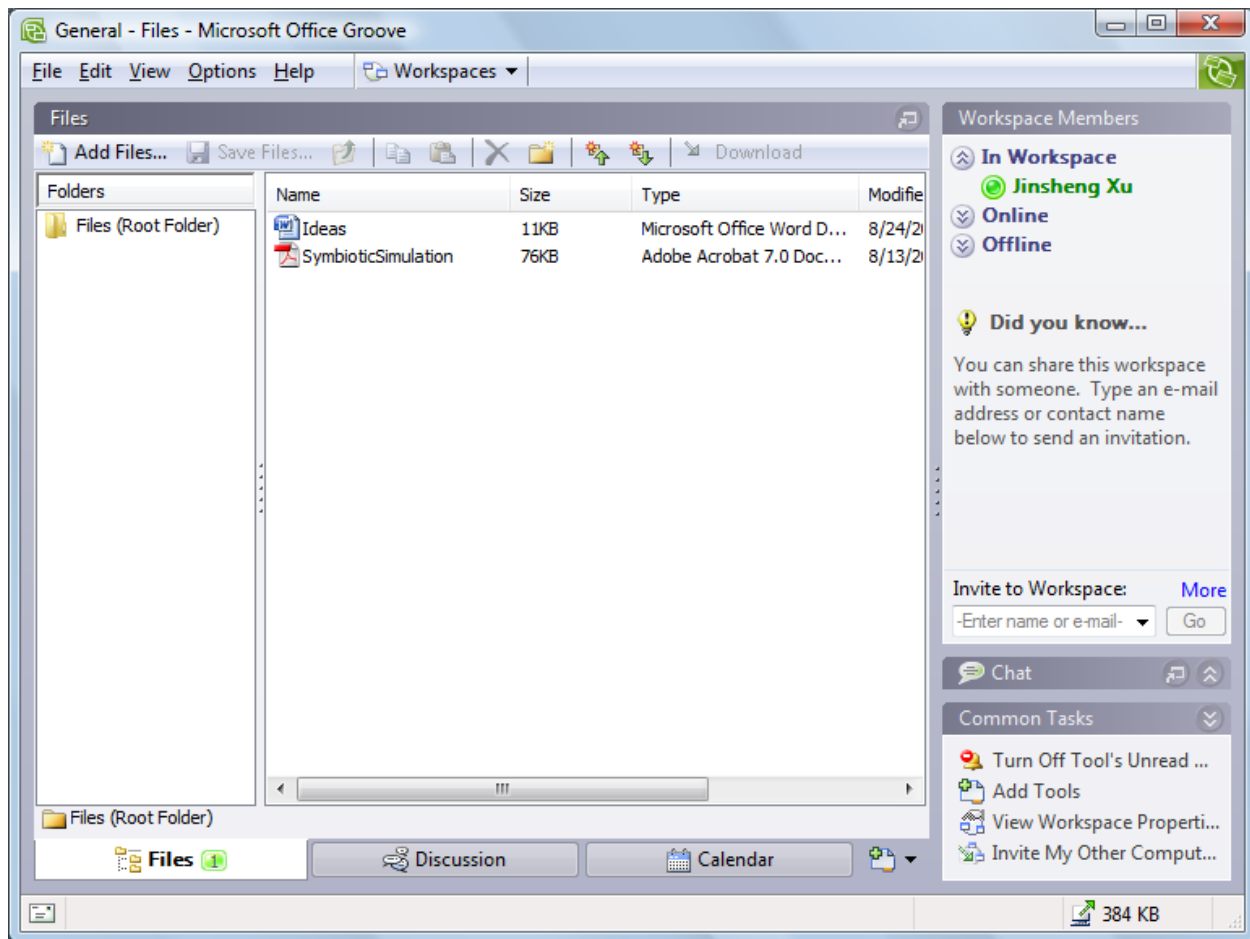 General - Files - Microsoft Office Groove
File Edit View Options Help Workspaces
Files
Add Files... Save Files... Download
Folders
Files (Root Folder)
Name Size Type Modifie
Ideas 11KB Microsoft Office Word D... 8/24/20
SymbioticSimulation 76KB Adobe Acrobat 7.0 Doc... 8/13/20
Files (Root Folder)
Files 1 Discussion Calendar
Workspace Members
In Workspace
Jinsheng Xu
Online
Offline
Did you know...
You can share this workspace
with someone. Type an e-mail
address or contact name
below to send an invitation.
Invite to Workspace: More
-Enter name or e-mail- Go
Chat
Common Tasks
Turn Off Tool's Unread ...
Add Tools
View Workspace Properti...
Invite My Other Comput...
384 KB